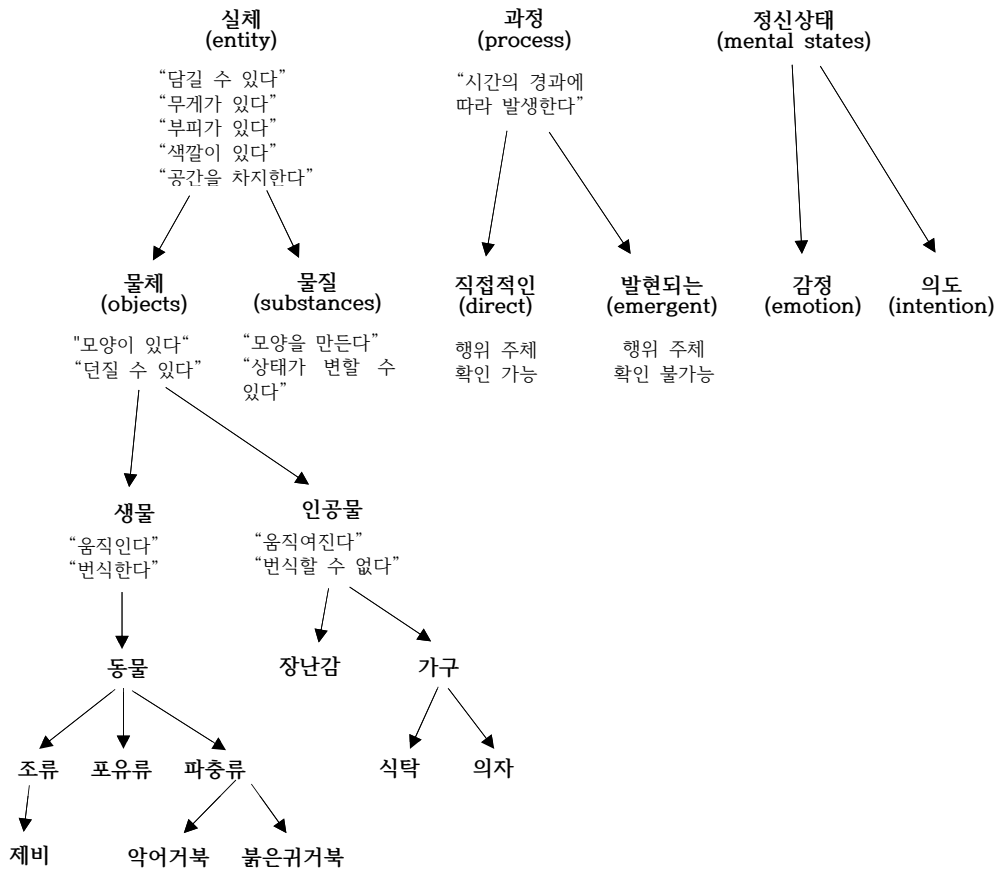 실체
(entity)
“담길 수 있다”
“무게가 있다”
“부피가 있다”
“색깔이 있다”
“공간을 차지한다”
과정
(process)
“시간의 경과에
따라 발생한다”
정신상태
(mental states)
물체
(objects)
"모양이 있다“
“던질 수 있다”
물질
(substances)
“모양을 만든다”
“상태가 변할 수
있다”
직접적인
(direct)
행위 주체
확인 가능
발현되는
(emergent)
행위 주체
확인 불가능
감정
(emotion)
의도
(intention)
생물
“움직인다”
“번식한다”
인공물
“움직여진다”
“번식할 수 없다”
동물
장난감
가구
조류
포유류
파충류
식탁
의자
제비
악어거북
붉은귀거북